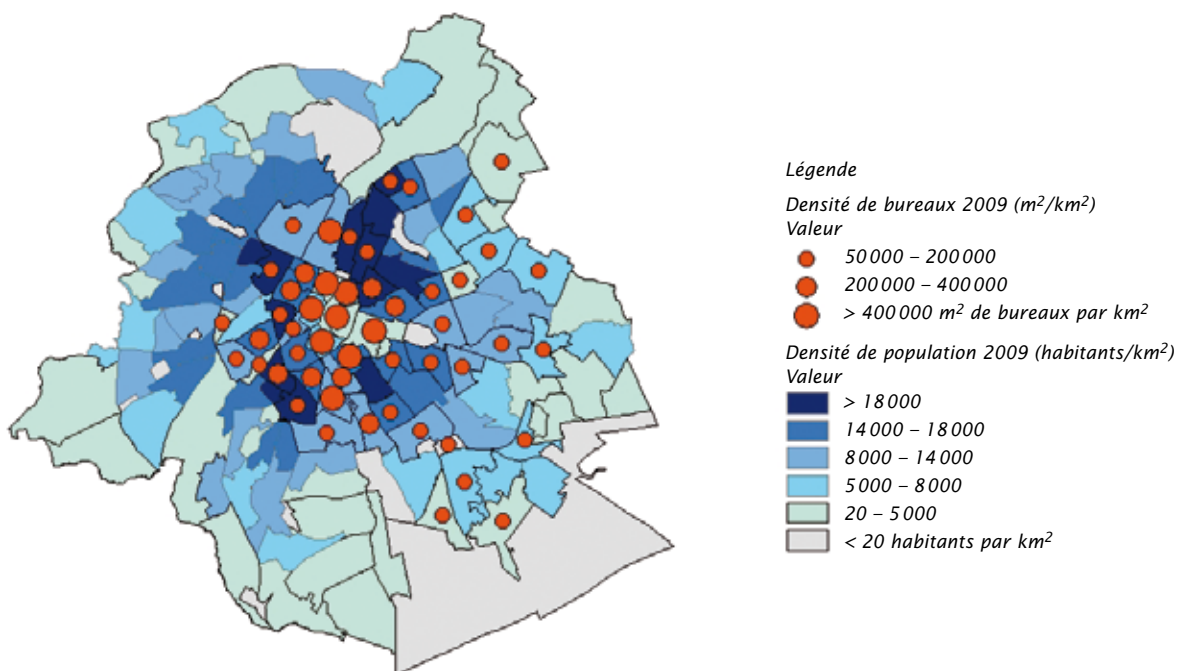 Légende
Densité de bureaux 2009 (m²/km²)
Valeur
50 000 – 200 000
200 000 – 400 000
> 400 000 m² de bureaux par km²
Densité de population 2009 (habitants/km²)
Valeur
> 18 000
14 000 – 18 000
8 000 – 14 000
5 000 – 8 000
20 – 5 000
< 20 habitants par km²